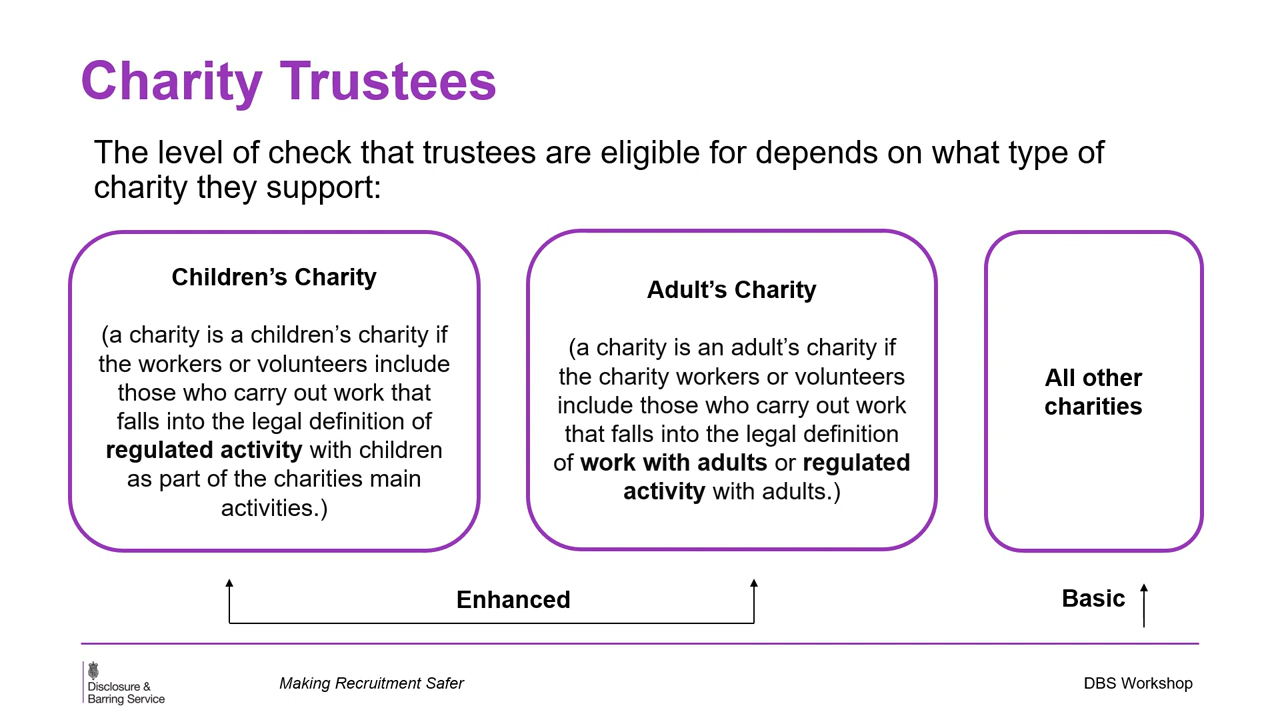 Charity Trustees
The level of check that trustees are eligible for depends on what type of
charity they support:
Children’s Charity
(a charity is a children’s charity if
the workers or volunteers include
those who carry out work that
falls into the legal definition of
regulated activity with children
as part of the charities main
activities.)
Adult’s Charity
(a charity is an adult’s charity if
the charity workers or volunteers
include those who carry out work
that falls into the legal definition
of work with adults or regulated
activity with adults.)
All other
charities
Enhanced
Basic
Disclosure &
Barring Service
Making Recruitment Safer
DBS Workshop